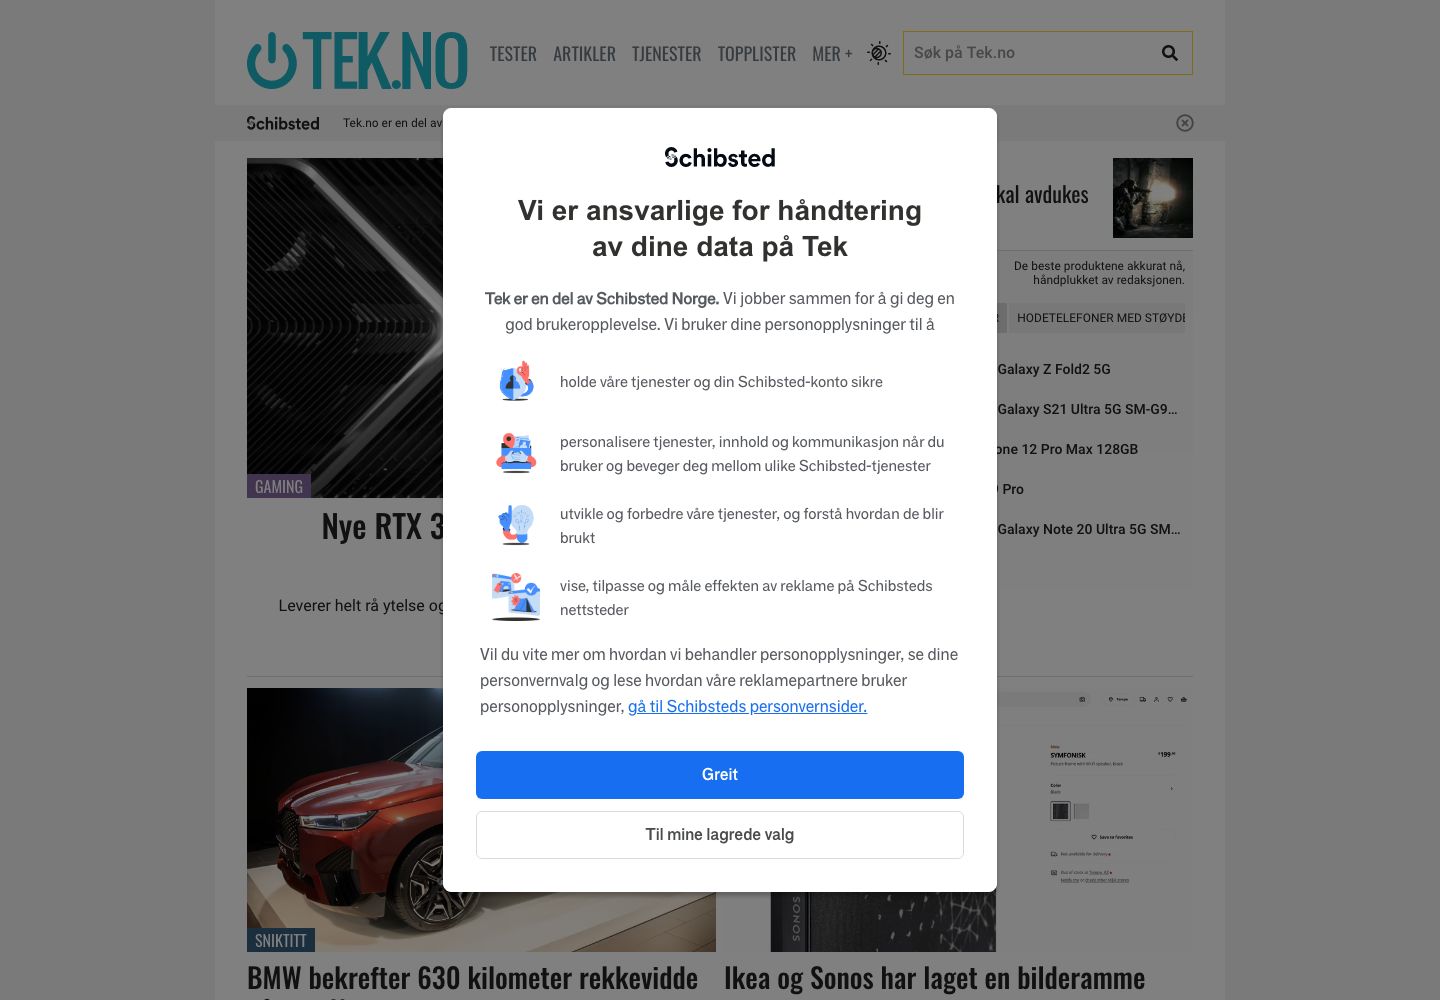 TEK.NO
TESTER ARTIKLER TJENESTER TOPPLISTER MER +
Søk på Tek.no
Schibsted
Tek.no er en del av
Schibsted
Vi er ansvarlige for håndtering
av dine data på Tek
Tek er en del av Schibsted Norge. Vi jobber sammen for å gi deg en
god brukeropplevelse. Vi bruker dine personopplysninger til å
holde våre tjenester og din Schibsted-konto sikre
personalisere tjenester, innhold og kommunikasjon når du
bruker og beveger deg mellom ulike Schibsted-tjenester
utvikle og forbedre våre tjenester, og forstå hvordan de blir
brukt
vise, tilpasse og måle effekten av reklame på Schibsteds
nettsteder
Vil du vite mer om hvordan vi behandler personopplysninger, se dine
personvernvalg og lese hvordan våre reklamepartnere bruker
personopplysninger, gå til Schibsteds personvernsider.
Greit
Til mine lagrede valg
kal avdukes
De beste produktene akkurat nå,
håndplukket av redaksjonen.
HODETELEFONER MED STØYDE
Galaxy Z Fold2 5G
Galaxy S21 Ultra 5G SM-G9...
one 12 Pro Max 128GB
Pro
Galaxy Note 20 Ultra 5G SM...
GAMING
Nye RTX 3
Leverer helt rå ytelse og
SNIKTITT
BMW bekrefter 630 kilometer rekkevidde
SYMFONISK
Color
Save to favorites
SONOS
Ikea og Sonos har laget en bilderamme